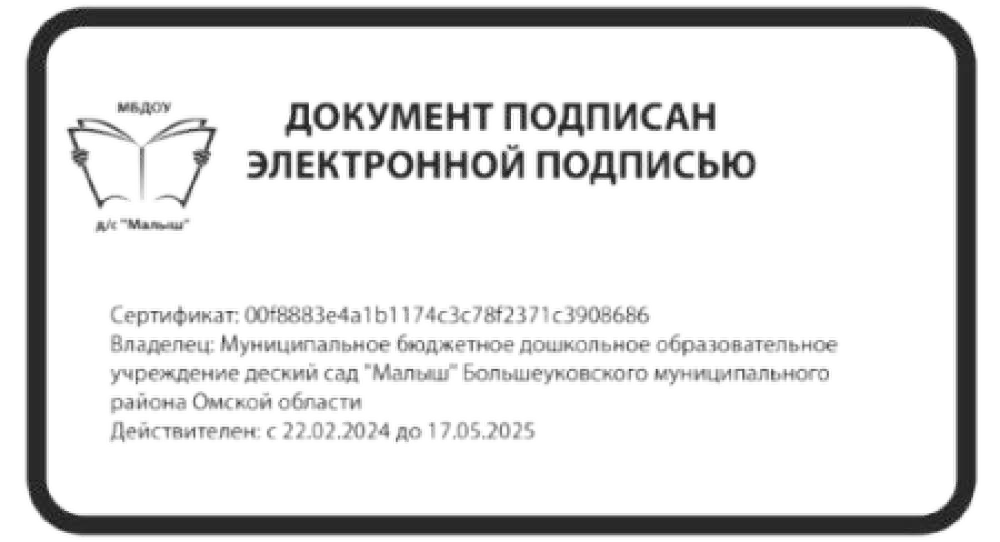 МБДОУ
д/с "Малыш"
ДОКУМЕНТ ПОДПИСАН
ЭЛЕКТРОННОЙ ПОДПИСЬЮ
Сертификат: 00f8883e4a1b1174c3c78f2371c3908686
Владелец: Муниципальное бюджетное дошкольное образовательное
учреждение деский сад "Малыш" Большеуковского муниципального
района Омской области
Действителен: с 22.02.2024 до 17.05.2025